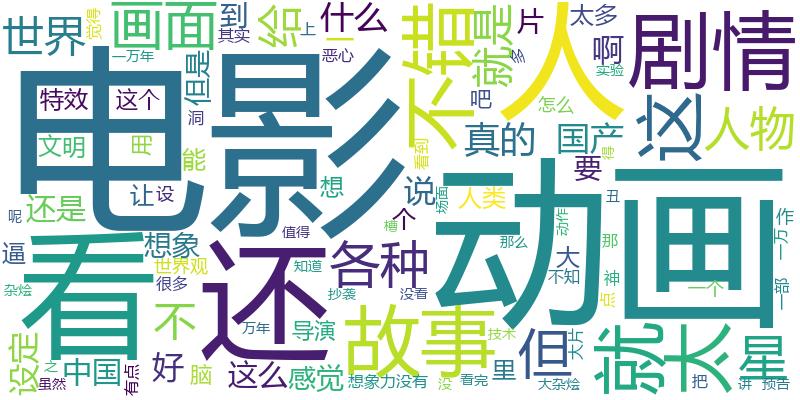 世界 画面 觉得 到 其实 给 上 什么 一 恶心 不错 就是 片 多 太多 啊 实验 剧情
一万年 但是 电影 人 怎么 吧
特效 这个 洞 文明 用 能 看到 真的 国产 得 这 人物
让 设 想 说 要
还是 呢 想象 值得 槽 个 场面 人类 动作 那么 丑 那 作 一万
逼 看 世界观 还 知道 各种 动画 大 不知 神 点 一个 一部
杂烩 很多 抄袭 没看
设定 不 万年 导演 故事 技术 但 大片 就 太 星
之 中国 虽然 有点 好 脑 这么 感觉 想象力没有 没 看完 里 大杂烩 把 讲 预告